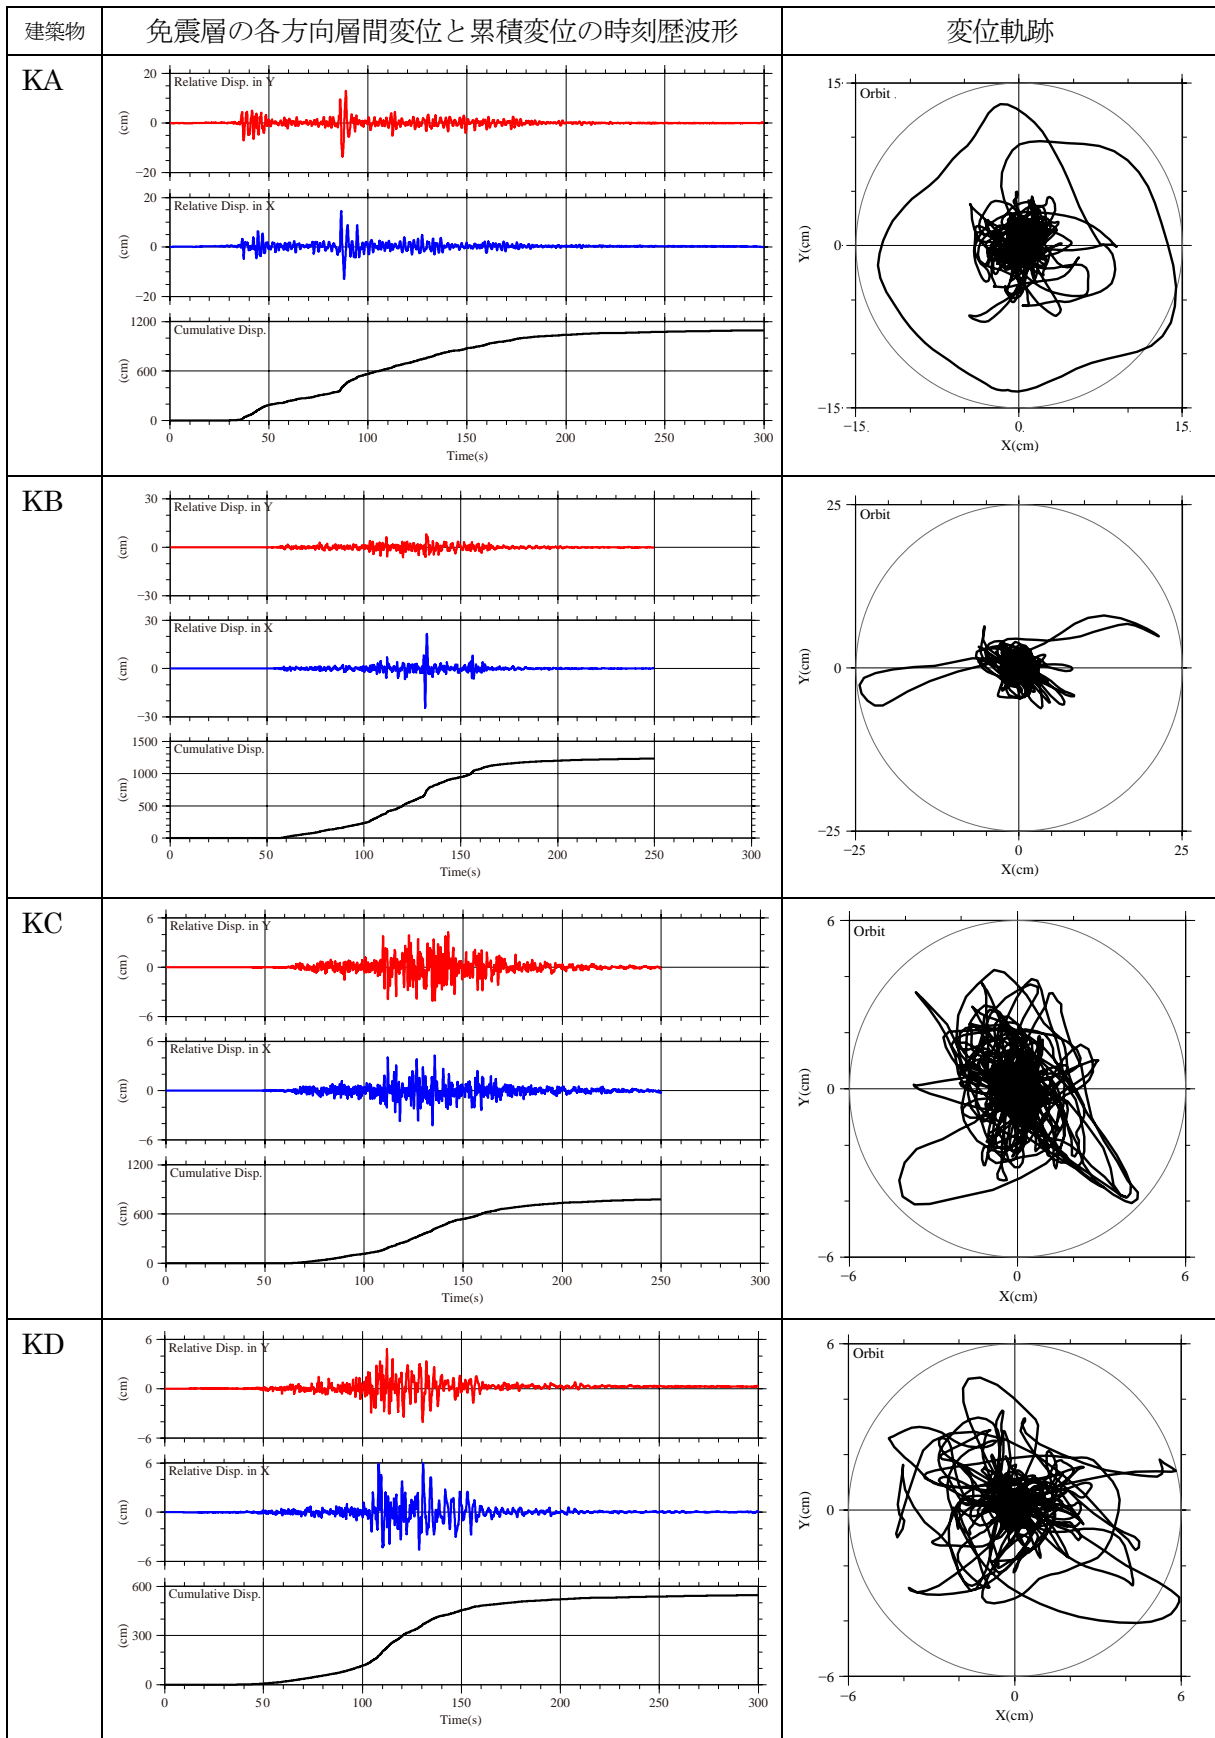 建築物 免震層の各方向層間変位と累積変位の時刻歴波形 変位軌跡
KA
20
0
−20
(cm)
Relative Disp. in Y
20
0
−20
(cm)
Relative Disp. in X
1200
600
0
(cm)
Cumulative Disp.
0 50 100 150 200 250 300
Time(s)
15.
0.
−15.
Y(cm)
Orbit .
−15. 0. 15.
X(cm)
KB
30
0
−30
(cm)
Relative Disp. in Y
30
0
−30
(cm)
Relative Disp. in X
1500
1000
500
0
(cm)
Cumulative Disp.
0 50 100 150 200 250 300
Time(s)
25
0
−25
Y(cm)
Orbit
−25 0 25
X(cm)
KC
6
0
−6
(cm)
Relative Disp. in Y
6
0
−6
(cm)
Relative Disp. in X
1200
600
0
(cm)
Cumulative Disp.
0 50 100 150 200 250 300
Time(s)
6
0
−6
Y(cm)
Orbit
−6 0 6
X(cm)
KD
6
0
−6
(cm)
Relative Disp. in Y
6
0
−6
(cm)
Relative Disp. in X
600
300
0
(cm)
Cumulative Disp.
0 50 100 150 200 250 300
Time(s)
6
0
−6
Y(cm)
Orbit
−6 0 6
X(cm)